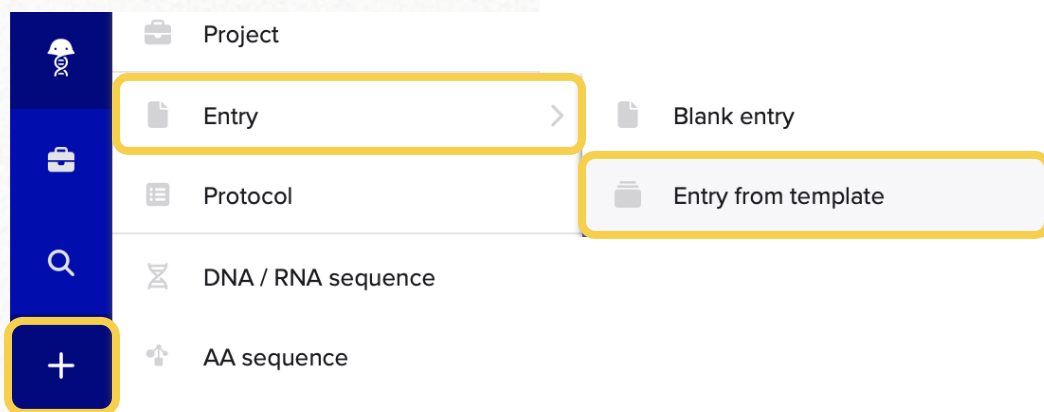 Project
Entry
Blank entry
Protocol
Entry from template
DNA / RNA sequence
AA sequence